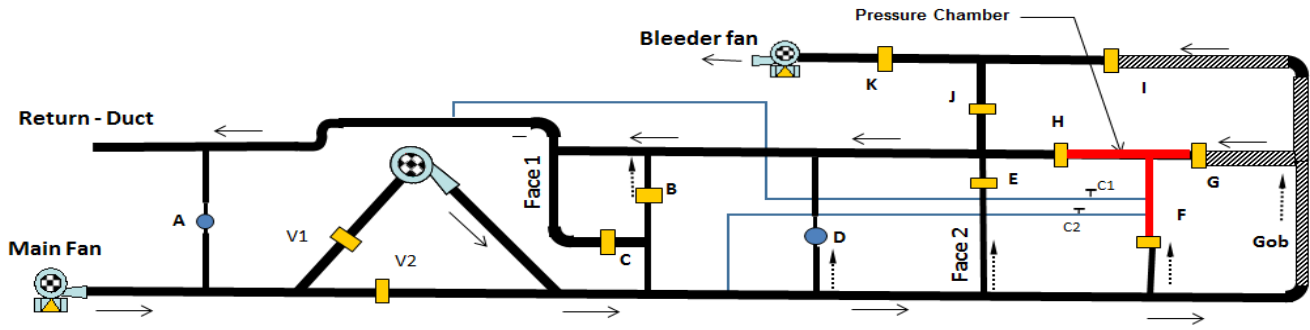 Pressure Chamber
Bleeder fan
K
I
J
Return - Duct
H
Face 1
B
E
G
C1
A
V1
C2
F
D
Main Fan
V2
C
Face 2
Gob